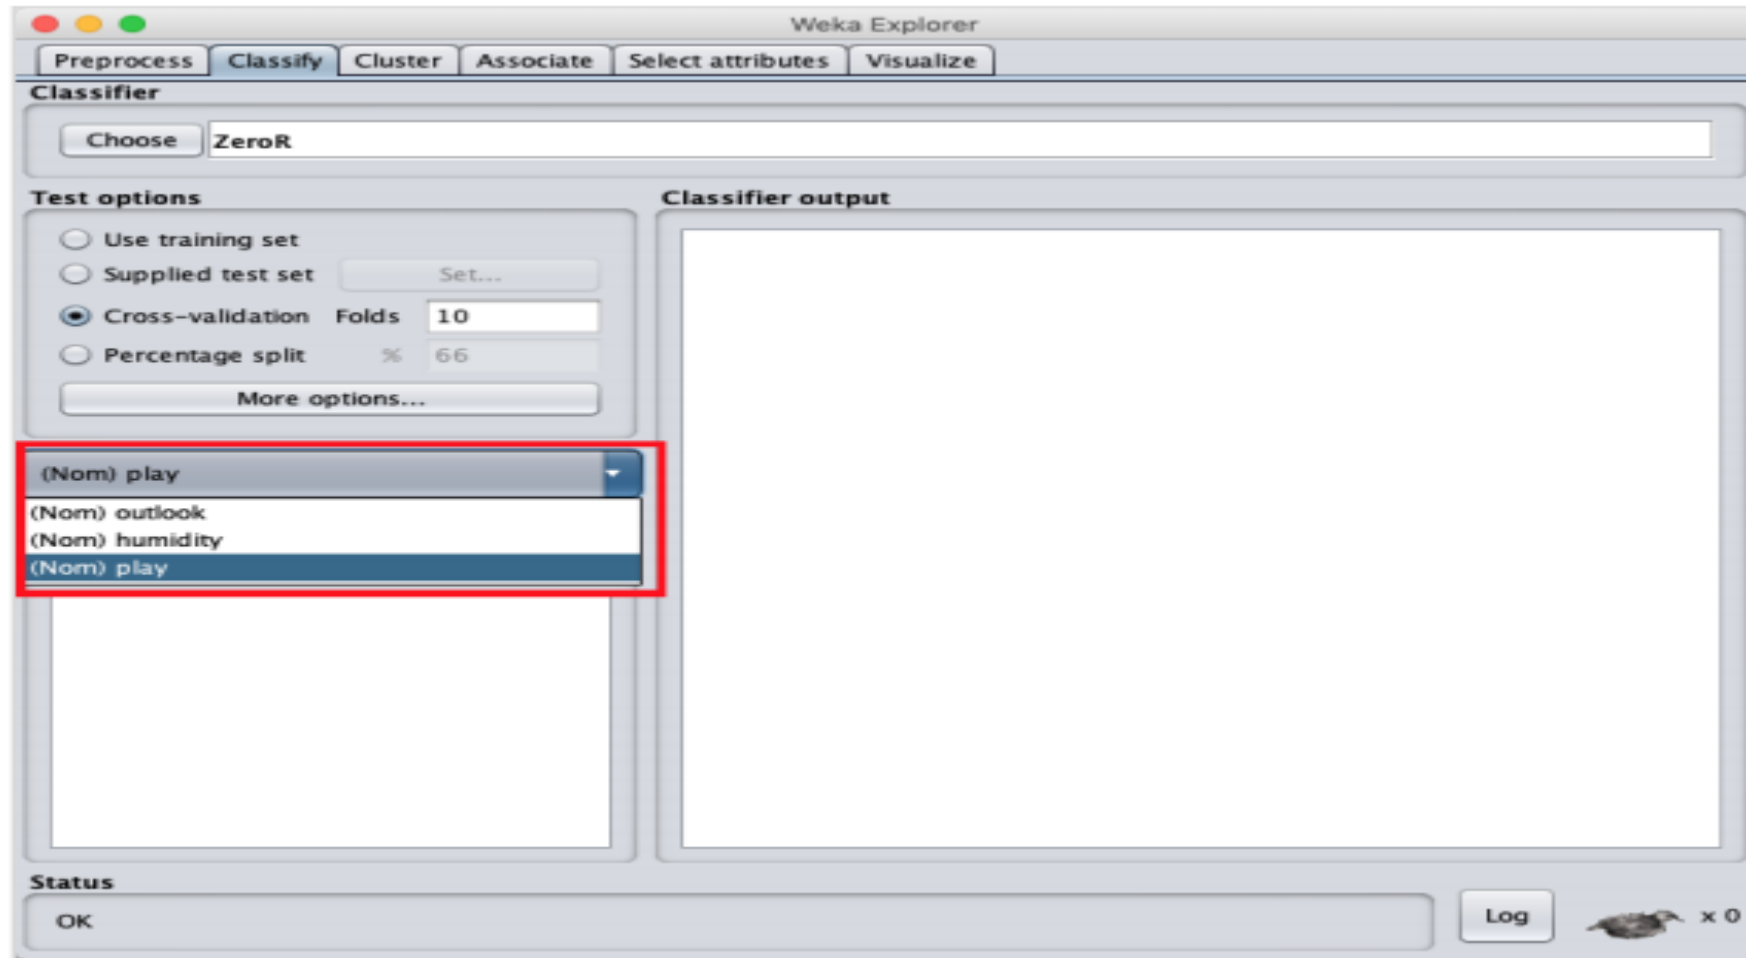 Weka Explorer
Preprocess Classify Cluster Associate Select attributes Visualize
Classifier
Choose ZeroR
Test options
Use training set
Supplied test set Set...
Cross-validation Folds 10
Percentage split % 66
More options...
(Nom) play
(Nom) outlook
(Nom) humidity
(Nom) play
Classifier output
Status
OK
Log x 0